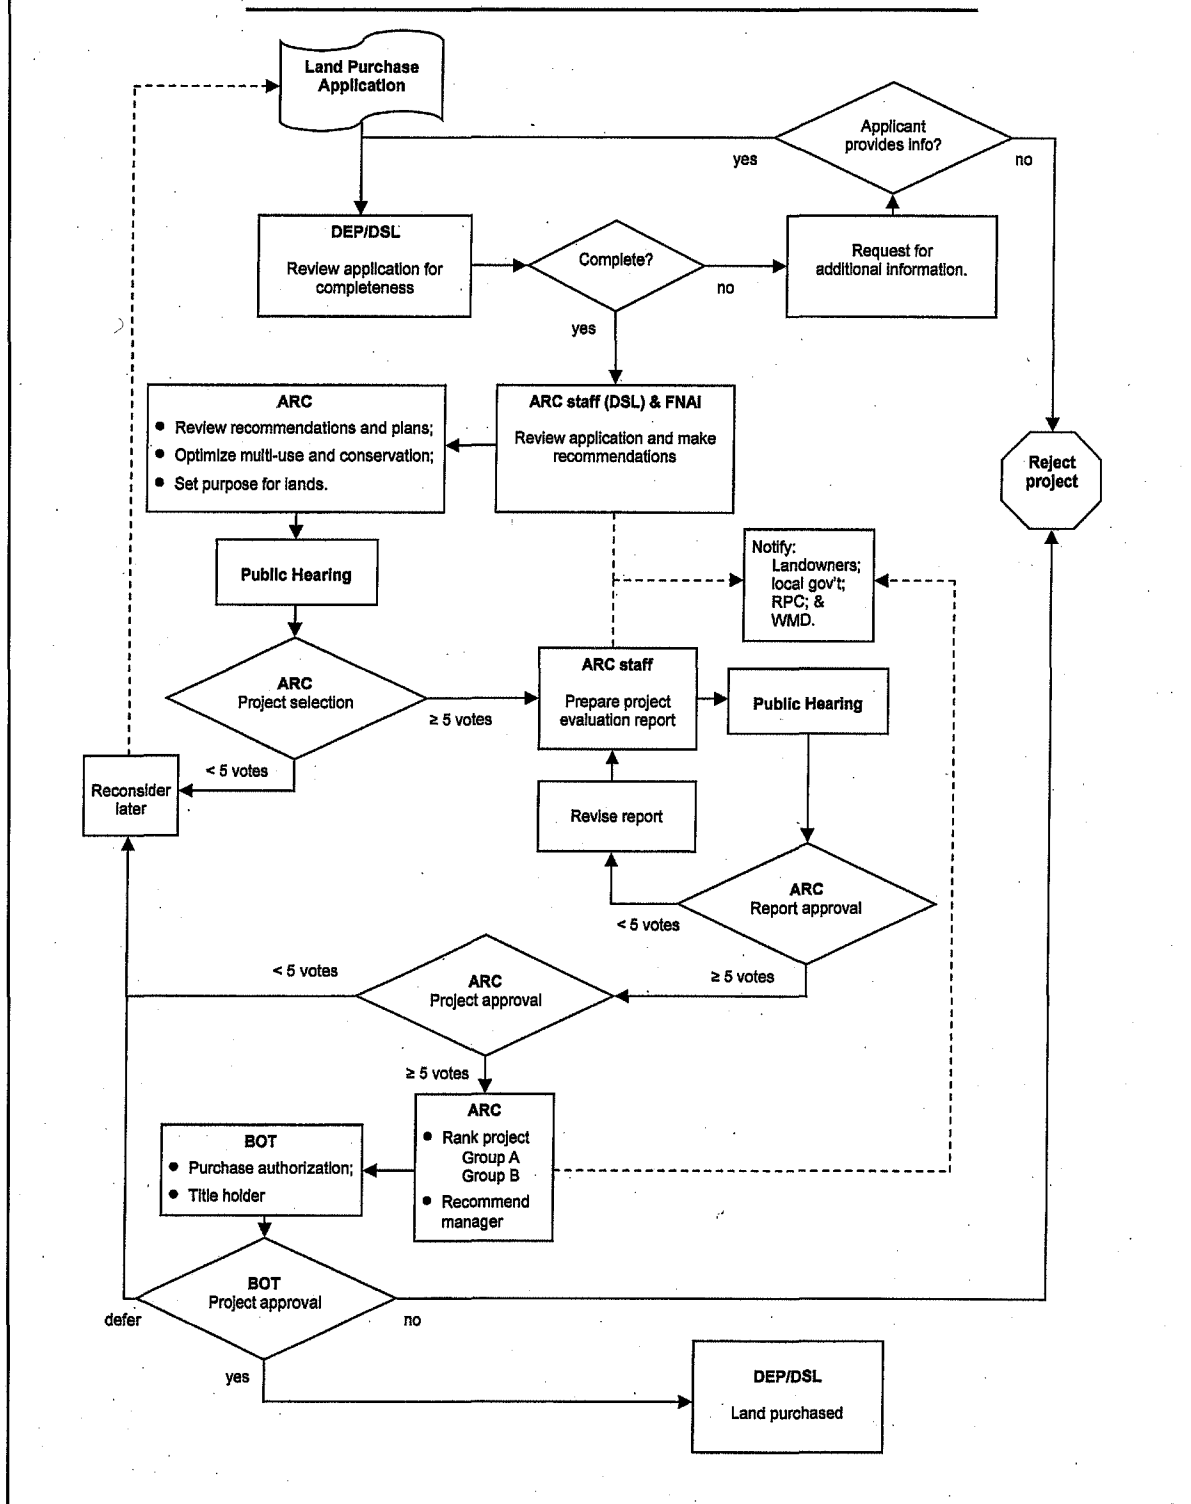 Land Purchase
Application
Applicant
provides info?
yes
no
DEP/DSL
Review application for
completeness
Complete?
no
yes
Request for
additional information.
ARC
● Review recommendations and plans;
● Optimize multi-use and conservation;
● Set purpose for lands.
ARC staff (DSL) & FNAI
Review application and make
recommendations
Reject
project
Public Hearing
Notify:
Landowners;
local gov't;
RPC; &
WMD.
ARC
Project selection
≥ 5 votes
< 5 votes
ARC staff
Prepare project
evaluation report
Public Hearing
Reconsider
later
Revise report
ARC
Report approval
< 5 votes
≥ 5 votes
ARC
Project approval
< 5 votes
≥ 5 votes
ARC
● Rank project
Group A
Group B
● Recommend
manager
BOT
● Purchase authorization;
● Title holder
BOT
Project approval
defer
no
yes
DEP/DSL
Land purchased